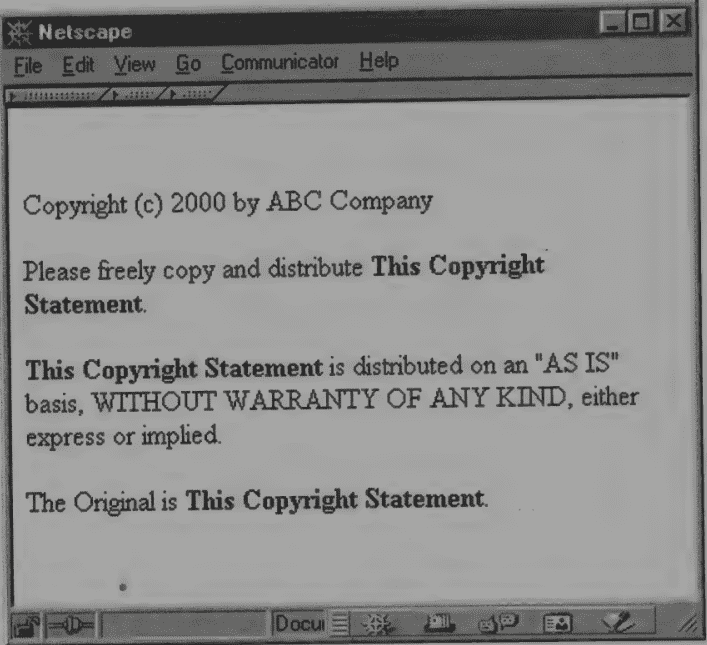 Netscape
File Edit View Go Communicator Help
Copyright (c) 2000 by ABC Company
Please freely copy and distribute This Copyright
Statement.
This Copyright Statement is distributed on an "AS IS"
basis, WITHOUT WARRANTY OF ANY KIND, either
express or implied.
The Original is This Copyright Statement.
Docui